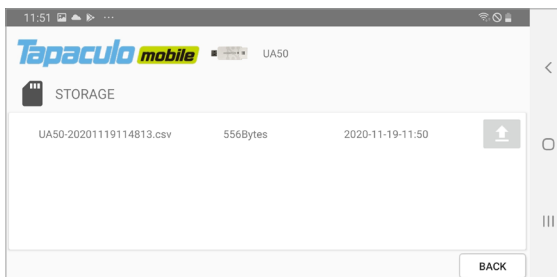 11:51
Tapaculo mobile UA50
STORAGE
UA50-20201119114813.csv 556Bytes 2020-11-19-11:50
BACK